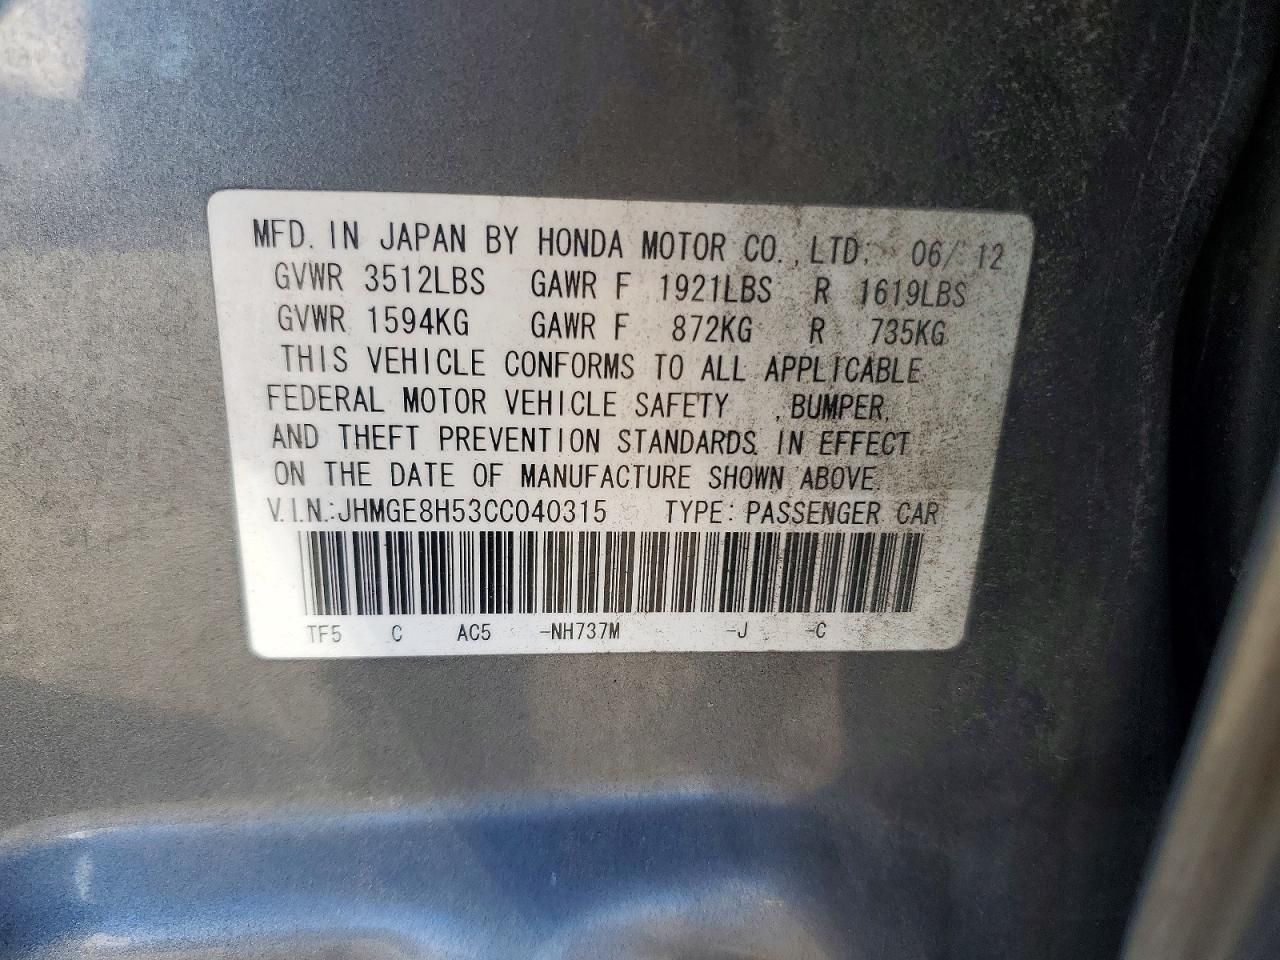 MFD. IN JAPAN BY HONDA MOTOR CO., LTD. 06/ 12
GVWR 3512LBS GAWR F 1921LBS R 1619LBS
GVWR 1594KG GAWR F 872KG R 735KG
THIS VEHICLE CONFORMS TO ALL APPLICABLE
FEDERAL MOTOR VEHICLE SAFETY , BUMPER,
AND THEFT PREVENTION STANDARDS IN EFFECT
ON THE DATE OF MANUFACTURE SHOWN ABOVE.
V.I.N.:JHMGE8H53CC040315 TYPE: PASSENGER CAR
TF5 C AC5 -NH737M -J -C